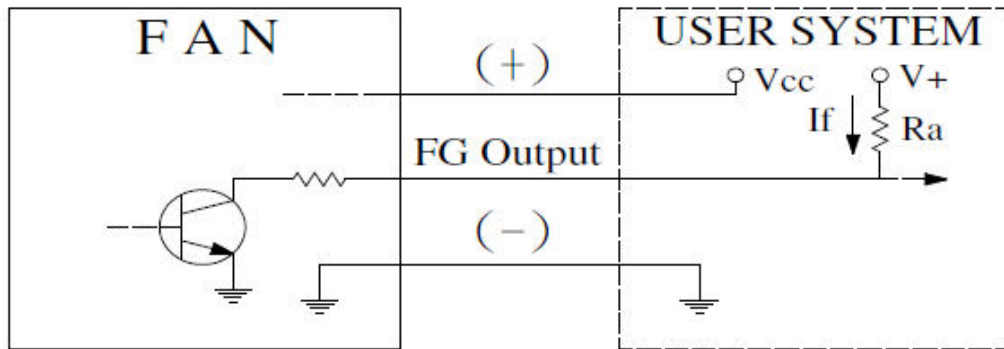 F A N
USER SYSTEM
(+)
Vcc
V+
If
Ra
FG Output
(−)